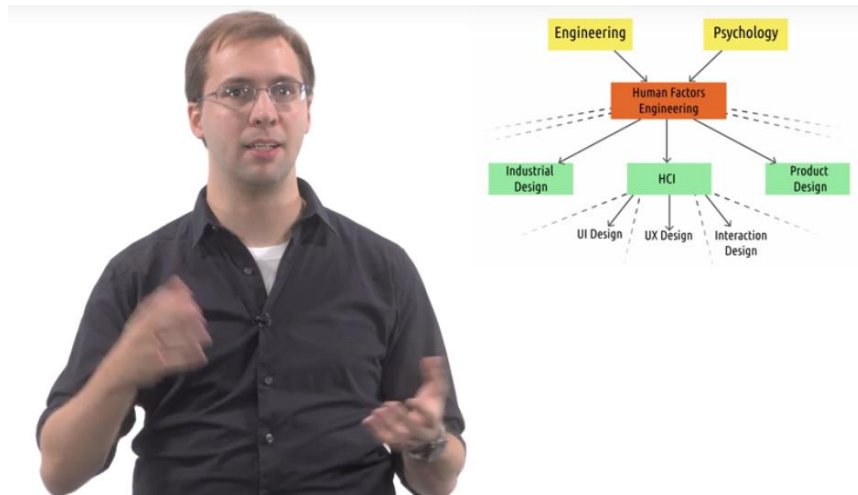 Engineering
Psychology
Human Factors
Engineering
Industrial
Design
HCI
Product
Design
UI Design
UX Design
Interaction
Design